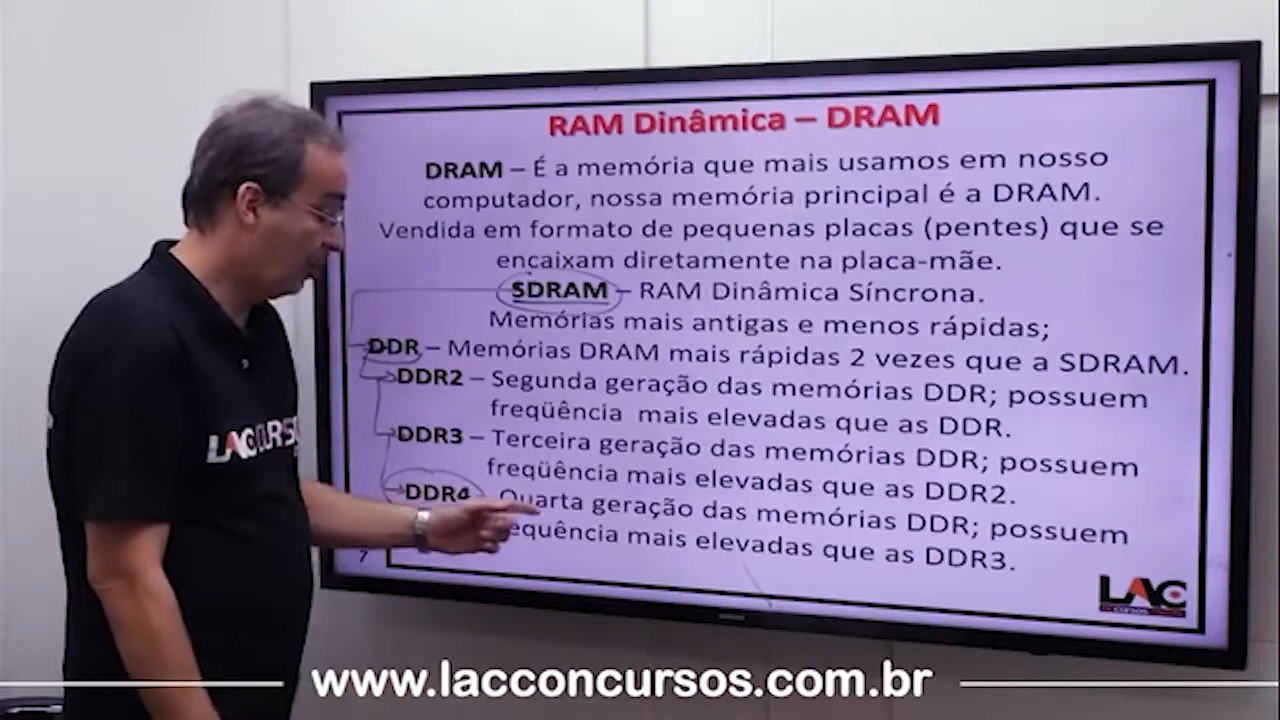 RAM Dinâmica – DRAM
DRAM – É a memória que mais usamos em nosso
computador, nossa memória principal é a DRAM.
Vendida em formato de pequenas placas (pentes) que se
encaixam diretamente na placa-mãe.
SDRAM – RAM Dinâmica Síncrona.
Memórias mais antigas e menos rápidas;
DDR – Memórias DRAM mais rápidas 2 vezes que a SDRAM.
DDR2 – Segunda geração das memórias DDR; possuem
freqüência mais elevadas que as DDR.
DDR3 – Terceira geração das memórias DDR; possuem
freqüência mais elevadas que as DDR2.
DDR4 – Quarta geração das memórias DDR; possuem
equência mais elevadas que as DDR3.
7
LAC
LACCURS
www.lacconcursos.com.br